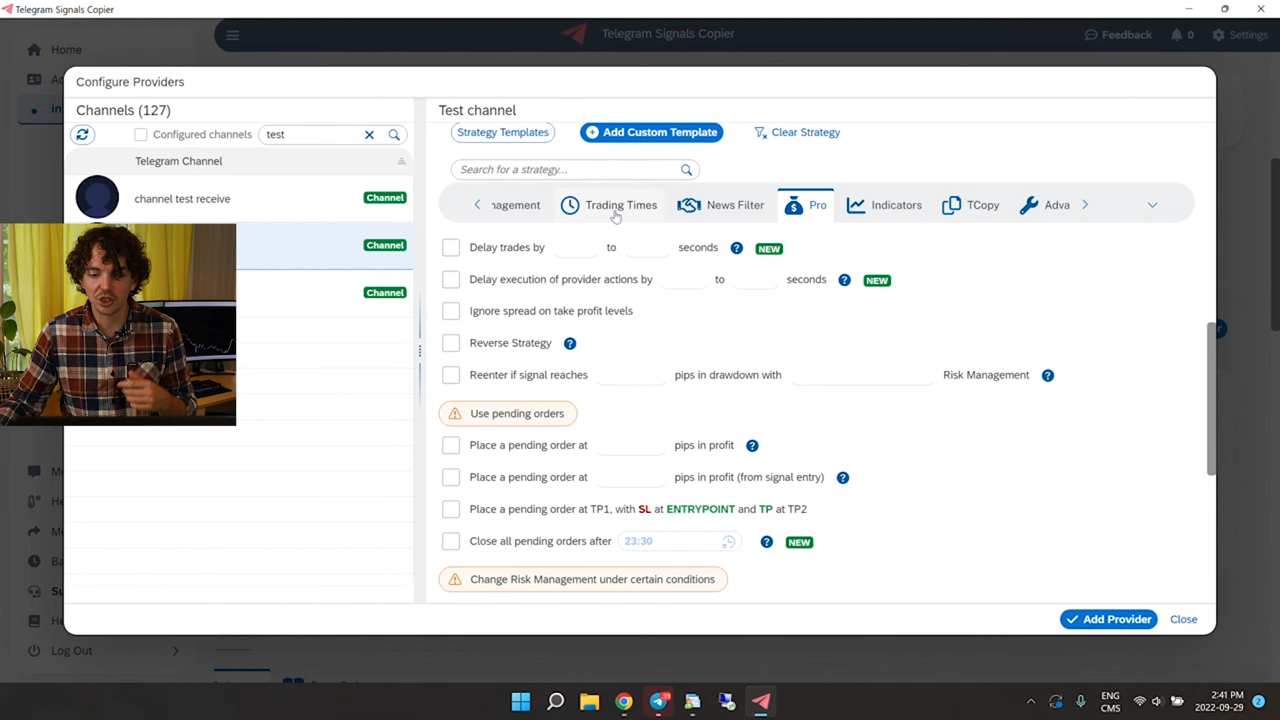 Telegram Signals Copier
Home
Telegram Signals Copier
Feedback
0
Settings
Configure Providers
Channels (127)
Configured channels
test
Telegram Channel
channel test receive
Channel
Channel
Channel
Log Out
Test channel
Strategy Templates
Add Custom Template
Clear Strategy
Search for a strategy...
nagement
Trading Times
News Filter
Pro
Indicators
TCopy
Adva
Delay trades by to seconds ? NEW
Delay execution of provider actions by to seconds ? NEW
Ignore spread on take profit levels
Reverse Strategy ?
Reenter if signal reaches pips in drawdown with Risk Management ?
Use pending orders
Place a pending order at pips in profit ?
Place a pending order at pips in profit (from signal entry) ?
Place a pending order at TP1, with SL at ENTRYPOINT and TP at TP2
Close all pending orders after 23:30 ? NEW
Change Risk Management under certain conditions
Add Provider
Close
99
ENG
CMS
2:41 PM
2022-09-29
2